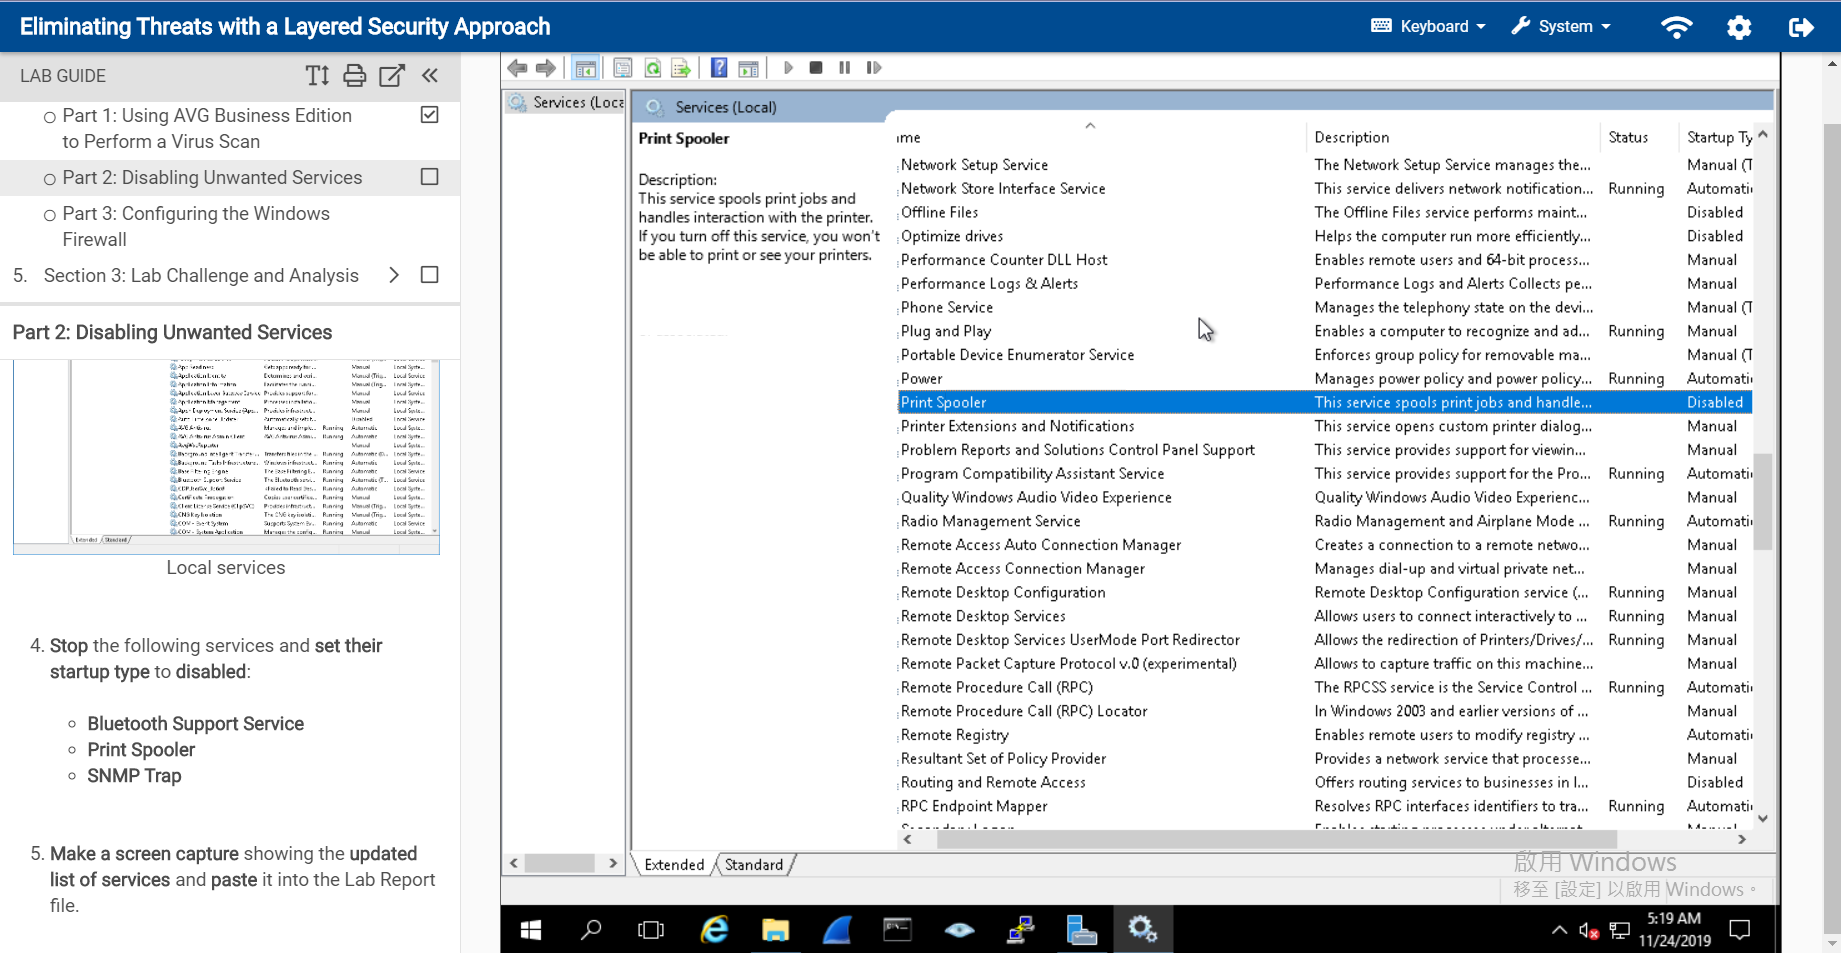 Eliminating Threats with a Layered Security Approach
Keyboard
System
LAB GUIDE
Part 1: Using AVG Business Edition
to Perform a Virus Scan
Part 2: Disabling Unwanted Services
Part 3: Configuring the Windows
Firewall
5. Section 3: Lab Challenge and Analysis
Part 2: Disabling Unwanted Services
Local services
4. Stop the following services and set their
startup type to disabled:
Bluetooth Support Service
Print Spooler
SNMP Trap
5. Make a screen capture showing the updated
list of services and paste it into the Lab Report
file.
Services (Loca
Services (Local)
Print Spooler
Description:
This service spools print jobs and
handles interaction with the printer.
If you turn off this service, you won't
be able to print or see your printers.
me Description Status Startup Ty
Network Setup Service The Network Setup Service manages the... Manual (T
Network Store Interface Service This service delivers network notification... Running Automati
Offline Files The Offline Files service performs maint... Disabled
Optimize drives Helps the computer run more efficiently... Disabled
Performance Counter DLL Host Enables remote users and 64-bit process... Manual
Performance Logs & Alerts Performance Logs and Alerts Collects pe... Manual
Phone Service Manages the telephony state on the devi... Manual (T
Plug and Play Enables a computer to recognize and ad... Running Manual
Portable Device Enumerator Service Enforces group policy for removable ma... Manual (T
Power Manages power policy and power policy... Running Automati
Print Spooler This service spools print jobs and handle... Disabled
Printer Extensions and Notifications This service opens custom printer dialog... Manual
Problem Reports and Solutions Control Panel Support This service provides support for viewin... Manual
Program Compatibility Assistant Service This service provides support for the Pro... Running Automati
Quality Windows Audio Video Experience Quality Windows Audio Video Experienc... Manual
Radio Management Service Radio Management and Airplane Mode ... Running Automati
Remote Access Auto Connection Manager Creates a connection to a remote netwo... Manual
Remote Access Connection Manager Manages dial-up and virtual private net... Manual
Remote Desktop Configuration Remote Desktop Configuration service (... Running Manual
Remote Desktop Services Allows users to connect interactively to ... Running Manual
Remote Desktop Services UserMode Port Redirector Allows the redirection of Printers/Drives/... Running Manual
Remote Packet Capture Protocol v.0 (experimental) Allows to capture traffic on this machine... Manual
Remote Procedure Call (RPC) The RPCSS service is the Service Control ... Running Automati
Remote Procedure Call (RPC) Locator In Windows 2003 and earlier versions of ... Manual
Remote Registry Enables remote users to modify registry ... Automati
Resultant Set of Policy Provider Provides a network service that processe... Manual
Routing and Remote Access Offers routing services to businesses in l... Disabled
RPC Endpoint Mapper Resolves RPC interfaces identifiers to tra... Running Automati
Extended Standard
啟用 Windows
移至 [設定] 以啟用 Windows。
5:19 AM
11/24/2019